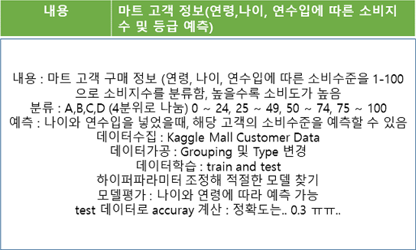 내용
마트 고객 정보(연령,나이, 연수입에 따른 소비지
수 및 등급 예측)
내용 : 마트 고객 구매 정보 (연령, 나이, 연수입에 따른 소비수준을 1-100
으로 소비지수를 분류함, 높을수록 소비도가 높음
분류 : A,B,C,D (4분위로 나눔) 0 ~ 24, 25 ~ 49, 50 ~ 74, 75 ~ 100
예측 : 나이와 연수입을 넣었을때, 해당 고객의 소비수준을 예측할 수 있음
데이터수집 : Kaggle Mall Customer Data
데이터가공 : Grouping 및 Type 변경
데이터학습 : train and test
하이퍼파라미터 조정해 적절한 모델 찾기
모델평가 : 나이와 연령에 따라 예측 가능
test 데이터로 accuray 계산 : 정확도는.. 0.3 ㅠㅠ..